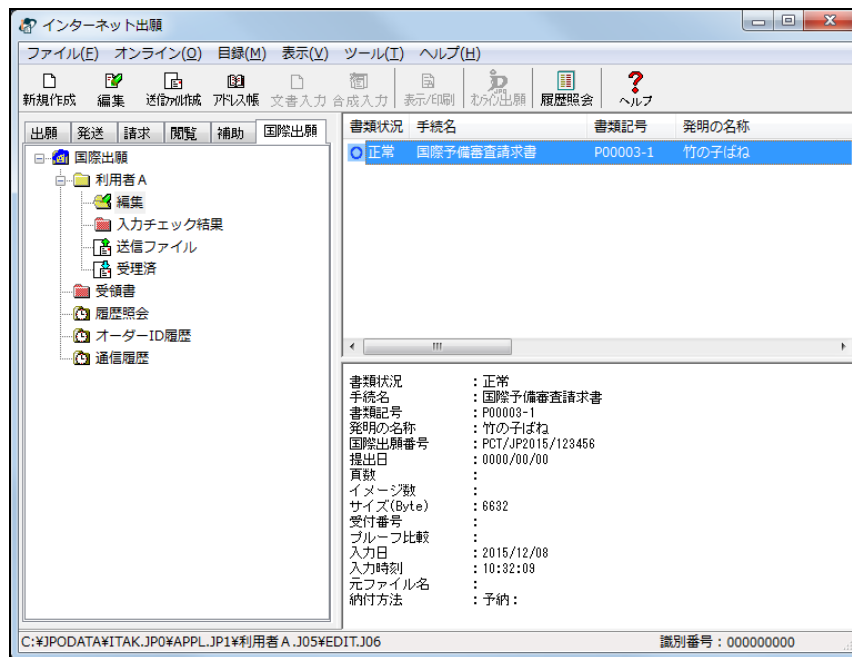 インターネット出願
ファイル(F) オンライン(O) 目録(M) 表示(V) ツール(T) ヘルプ(H)
新規作成 編集 送信ファイル作成 アドレス帳 文書入力 合成入力 表示/印刷 オンライン出願 履歴照会 ヘルプ
出願 発送 請求 閲覧 補助 国際出願
国際出願
利用者A
編集
入力チェック結果
送信ファイル
受理済
受領書
履歴照会
オーダーID履歴
通信履歴
書類状況 手続名 書類記号 発明の名称
正常 国際予備審査請求書 P00003-1 竹の子ばね
書類状況 :正常
手続名 :国際予備審査請求書
書類記号 :P00003-1
発明の名称 :竹の子ばね
国際出願番号 :PCT/JP2015/123456
提出日 :0000/00/00
頁数 :
イメージ数 :
サイズ(Byte) :6632
受付番号 :
プルーフ比較 :
入力日 :2015/12/08
入力時刻 :10:32:09
元ファイル名 :
納付方法 :予納:
C:¥JPODATA¥ITAK.JP0¥APPL.JP1¥利用者A.J05¥EDIT.J06 識別番号:000000000